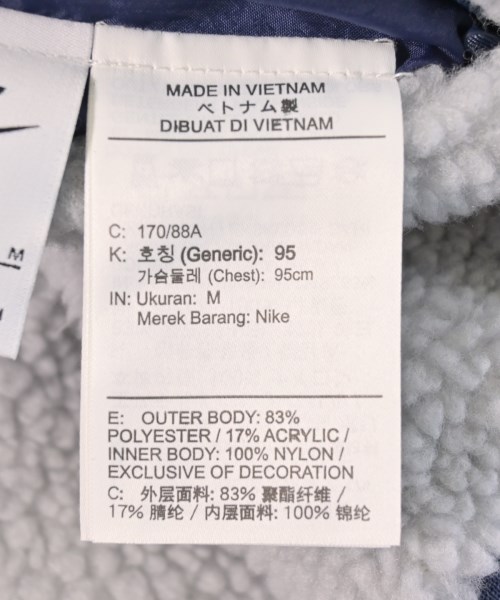 MADE IN VIETNAM
ベトナム製
DIBUAT DI VIETNAM
C: 170/88A
K: 호칭 (Generic): 95
가슴둘레 (Chest): 95cm
IN: Ukuran: M
Merek Barang: Nike
E: OUTER BODY: 83%
POLYESTER / 17% ACRYLIC /
INNER BODY: 100% NYLON /
EXCLUSIVE OF DECORATION
C: 外层面料: 83% 聚酯纤维 /
17% 腈纶 / 内层面料: 100% 锦纶
M